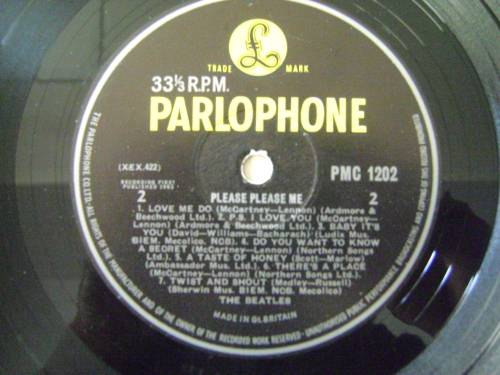 £
TRADE MARK
33⅓ R.P.M.
PARLOPHONE
(XEX.422)
PMC 1202
RECORDING FIRST
PUBLISHED 1963
2 PLEASE PLEASE ME 2
1. LOVE ME DO (McCartney—Lennon) (Ardmore &
Beechwood Ltd.) 2. P.S. I LOVE YOU (McCartney—
Lennon) (Ardmore & Beechwood Ltd.) 3. BABY IT'S
YOU (David—Williams—Bacharach) (Ludix Mus.
BIEM. Mecolico. NCB. 4. DO YOU WANT TO KNOW
A SECRET (McCartney—Lennon) (Northern Songs
Ltd.) 5. A TASTE OF HONEY (Scott—Marlow)
(Ambassador Mus. Ltd.) 6. THERE'S A PLACE
(McCartney—Lennon) (Northern Songs Ltd.)
7. TWIST AND SHOUT (Medley—Russell)
(Sherwin Mus. BIEM. NCB. Mecolico)
THE BEATLES
MADE IN GT. BRITAIN
THE PARLOPHONE CO. LTD.—ALL RIGHTS OF THE MANUFACTURER AND OF THE OWNER OF THE RECORDED WORK RESERVED—UNAUTHORISED PUBLIC PERFORMANCE, BROADCASTING AND COPYING OF THIS RECORD PROHIBITED